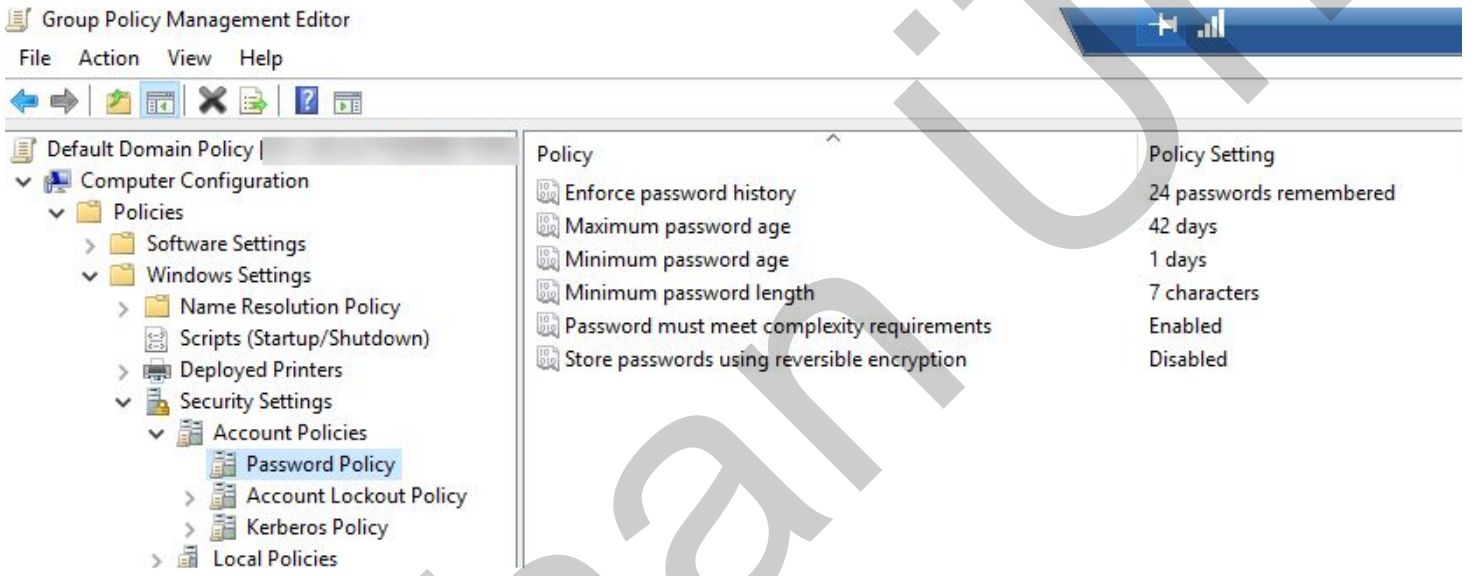 Group Policy Management Editor
File Action View Help
Default Domain Policy
Computer Configuration
Policies
Software Settings
Windows Settings
Name Resolution Policy
Scripts (Startup/Shutdown)
Deployed Printers
Security Settings
Account Policies
Password Policy
Account Lockout Policy
Kerberos Policy
Local Policies
Policy Policy Setting
Enforce password history 24 passwords remembered
Maximum password age 42 days
Minimum password age 1 days
Minimum password length 7 characters
Password must meet complexity requirements Enabled
Store passwords using reversible encryption Disabled